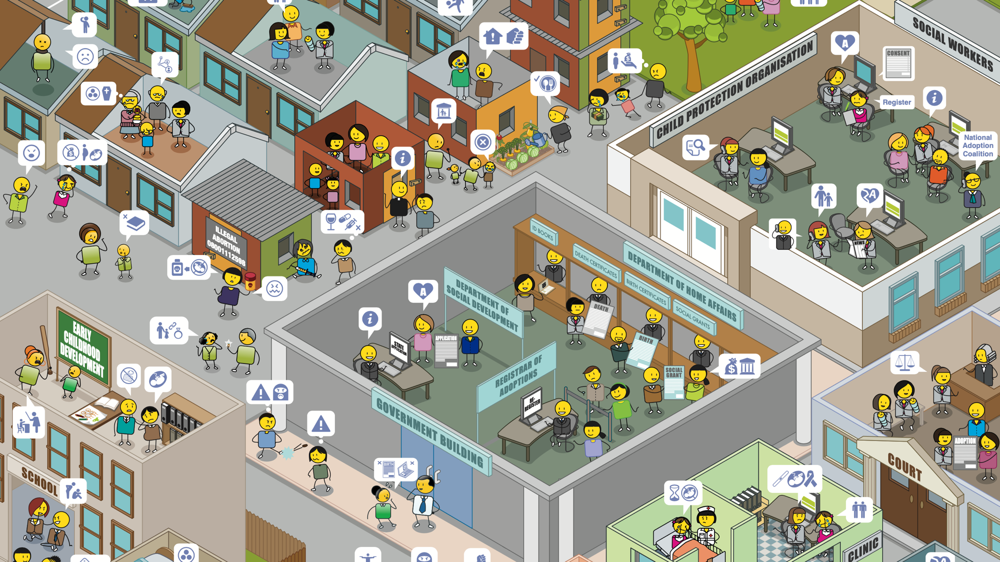 SOCIAL WORKERS
CHILD PROTECTION ORGANISATION
A
CONSENT
Register
i
National
Adoption
Coalition
A
NEWS
i
ILLEGAL
ABORTION
08001112598
ID BOOKS
DEATH CERTIFICATES
BIRTH CERTIFICATES
SOCIAL GRANTS
DEPARTMENT OF HOME AFFAIRS
DEPARTMENT OF
SOCIAL DEVELOPMENT
A
i
STATE
APPLICATION
APPLICATION
DEATH
BIRTH
SOCIAL
GRANT
$
REGISTRAR OF
ADOPTIONS
RE-
REGISTER
GOVERNMENT BUILDING
EARLY
CHILDHOOD
DEVELOPMENT
SCHOOL
BIRTH
ADOPTION
COURT
CLINIC